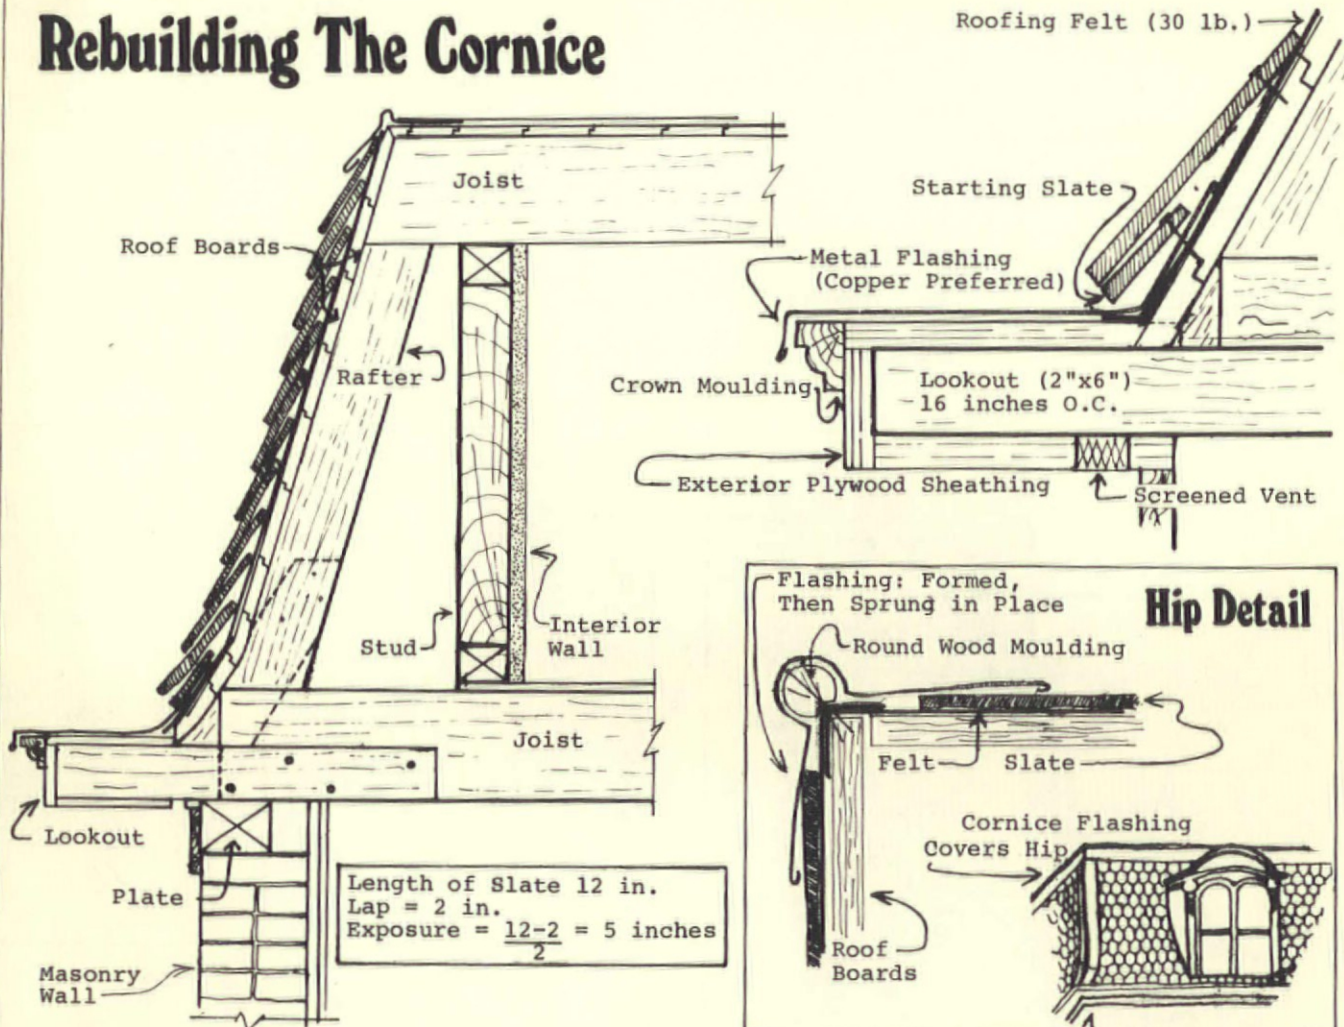 Rebuilding The Cornice
Roofing Felt (30 lb.)
Joist
Starting Slate
Roof Boards
Metal Flashing
(Copper Preferred)
Rafter
Crown Moulding
Lookout (2"x6")
16 inches O.C.
Exterior Plywood Sheathing
Screened Vent
Stud
Interior
Wall
Joist
Lookout
Plate
Masonry
Wall
Length of Slate 12 in.
Lap = 2 in.
Exposure = 12-2 = 5 inches
2
Hip Detail
Flashing: Formed,
Then Sprung in Place
Round Wood Moulding
Felt
Slate
Cornice Flashing
Covers Hip
Roof
Boards